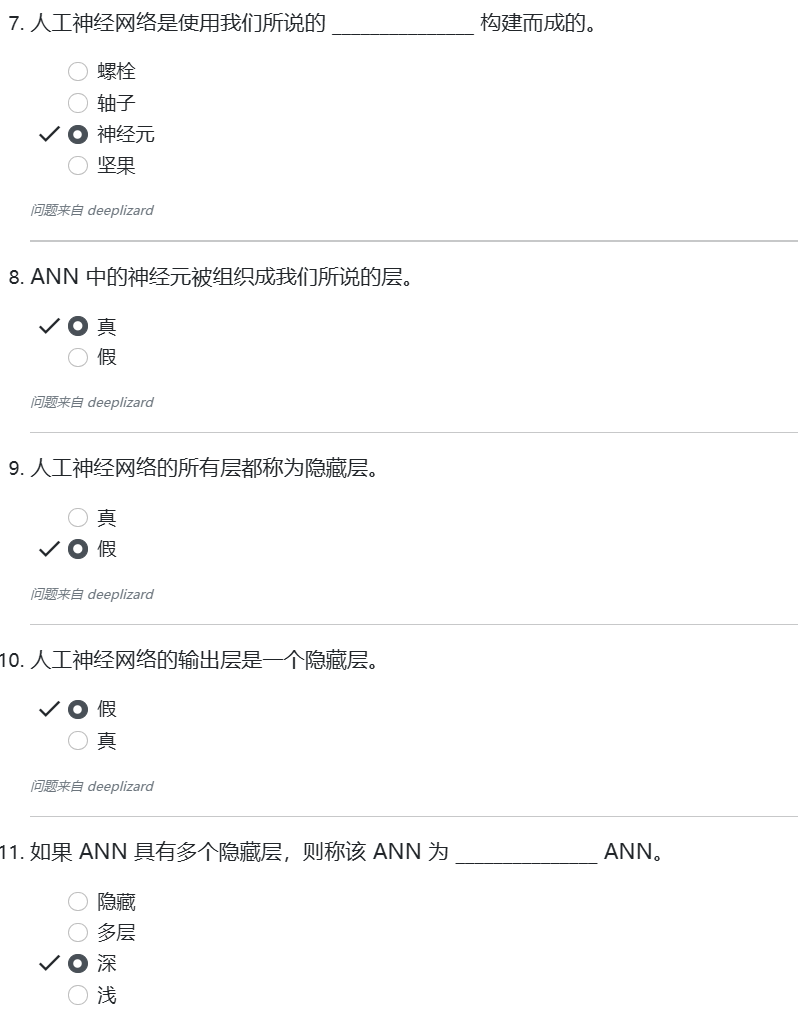 7. 人工神经网络是使用我们所说的 _______________ 构建而成的。
螺栓
轴子
神经元
坚果
问题来自 deeplizard
8. ANN 中的神经元被组织成我们所说的层。
真
假
问题来自 deeplizard
9. 人工神经网络的所有层都称为隐藏层。
真
假
问题来自 deeplizard
10. 人工神经网络的输出层是一个隐藏层。
假
真
问题来自 deeplizard
11. 如果 ANN 具有多个隐藏层，则称该 ANN 为 _______________ ANN。
隐藏
多层
深
浅